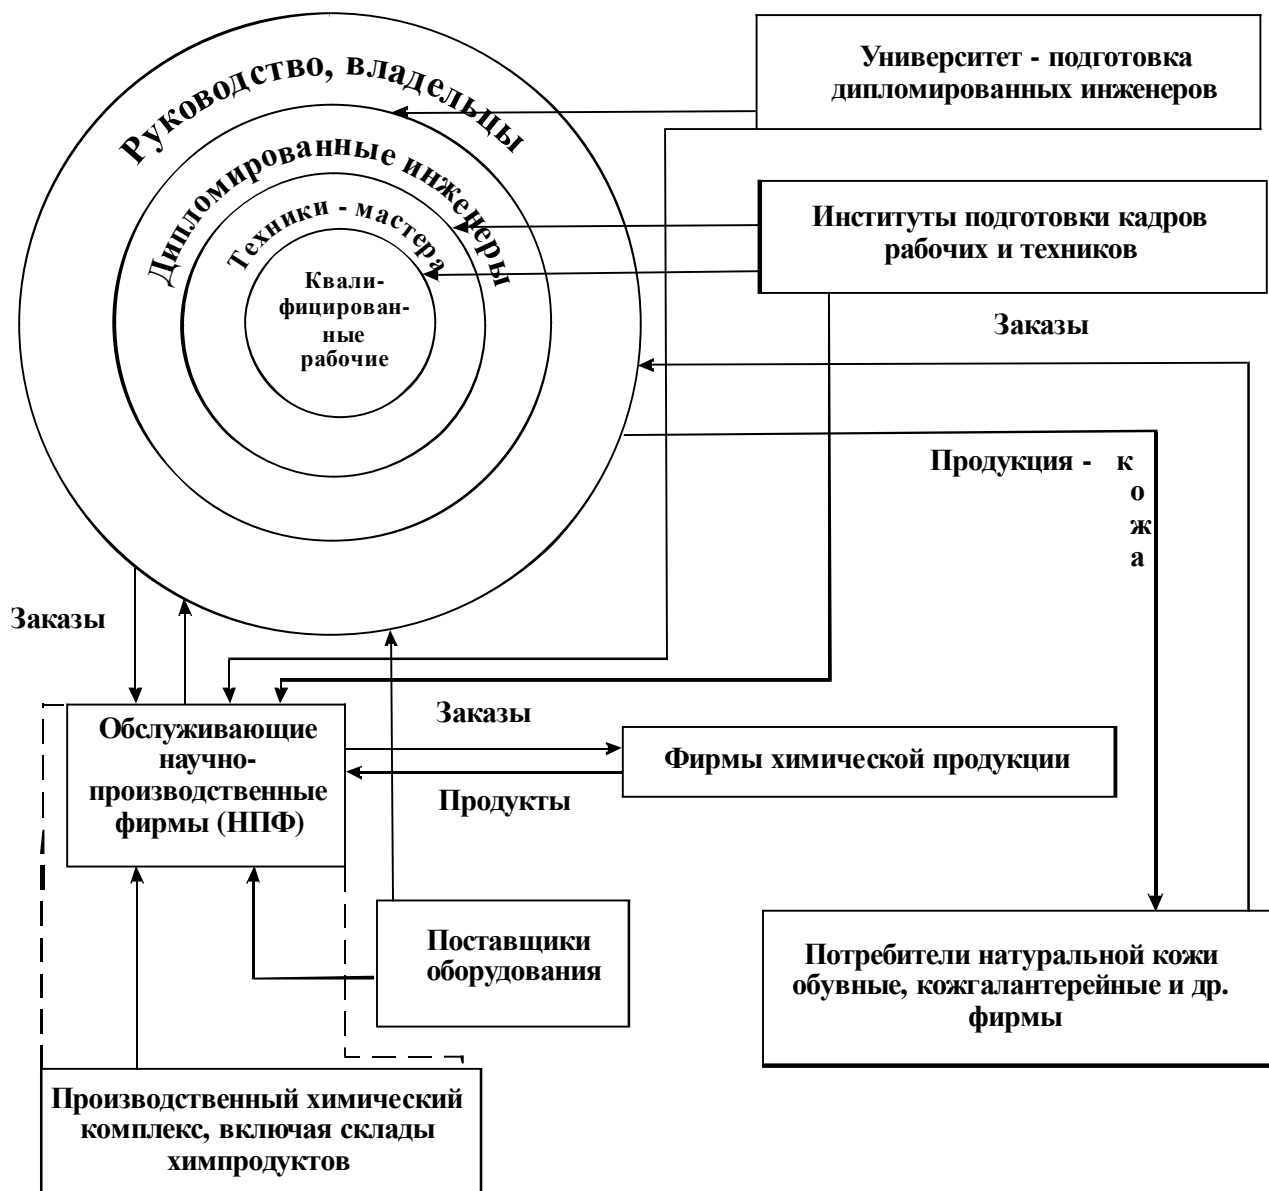 Руководство, владельцы
Дипломированные инженеры
Техники - мастера
Квали-
фицирован-
ные
рабочие
Университет - подготовка
дипломированных инженеров
Институты подготовки кадров
рабочих и техников
Заказы
Продукция - к
о
ж
а
Заказы
Обслуживающие
научно-
производственные
фирмы (НПФ)
Заказы
Фирмы химической продукции
Продукты
Поставщики
оборудования
Потребители натуральной кожи
обувные, кожгалантерейные и др.
фирмы
Производственный химический
комплекс, включая склады
химпродуктов